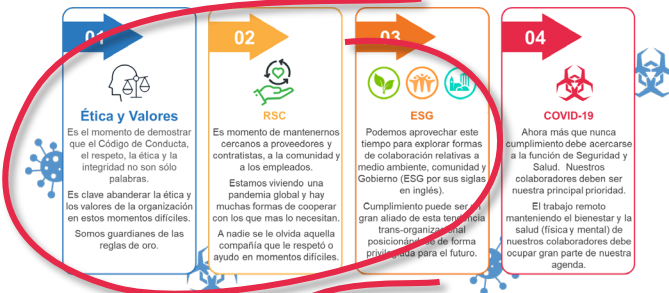 01
Ética y Valores
Es el momento de demostrar
que el Código de Conducta,
el respeto, la ética y la
integridad no son sólo
palabras.
Es clave abanderar la ética y
los valores de la organización
en estos momentos difíciles.
Somos guardianes de las
reglas de oro.
02
RSC
Es momento de mantenernos
cercanos a proveedores y
contratistas, a la comunidad y
a los empleados.
Estamos viviendo una
pandemia global y hay
muchas formas de cooperar
con los que mas lo necesitan.
A nadie se le olvida aquella
compañía que le respetó o
ayudo en momentos difíciles.
03
ESG
Podemos aprovechar este
tiempo para explorar formas
de colaboración relativas a
medio ambiente, comunidad y
Gobierno (ESG por sus siglas
en inglés).
Cumplimiento puede ser un
gran aliado de esta tendencia
trans-organizacional
posicionándose de forma
privilegiada para el futuro.
04
COVID-19
Ahora más que nunca
cumplimiento debe acercarse
a la función de Seguridad y
Salud. Nuestros
colaboradores deben ser
nuestra principal prioridad.
El trabajo remoto
manteniendo el bienestar y la
salud (física y mental) de
nuestros colaboradores debe
ocupar gran parte de nuestra
agenda.